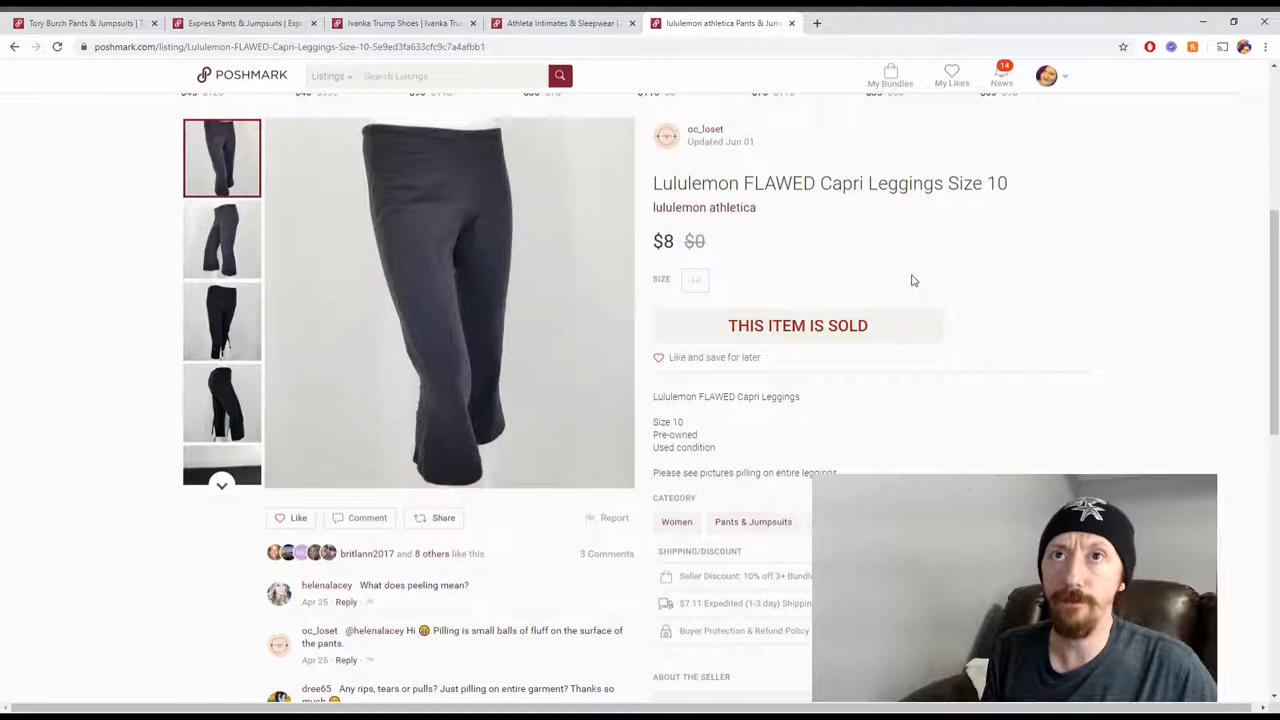 Tory Burch Pants & Jumpsuits |
Express Pants & Jumpsuits |
Ivanka Trump Shoes | Ivanka Tru
Athleta Intimates & Sleepwear |
lululemon athletica Pants & Jum
poshmark.com/listing/Lululemon-FLAWED-Capri-Leggings-Size-10-5e9ed3fa633cfc9c7a4afbb1
POSHMARK
Listings
Search Listings
My Bundles
My Likes
14
News
oc_loset
Updated Jun 01
Lululemon FLAWED Capri Leggings Size 10
lululemon athletica
$8 $0
SIZE
THIS ITEM IS SOLD
Like and save for later
Lululemon FLAWED Capri Leggings
Size 10
Pre-owned
Used condition
Please see pictures pilling on entire leggings
CATEGORY
Women
Pants & Jumpsuits
SHIPPING/DISCOUNT
Seller Discount: 10% off 3+ Bundl
$7.11 Expedited (1-3 day) Shippin
Buyer Protection & Refund Policy
ABOUT THE SELLER
Like
Comment
Share
Report
britlann2017 and 8 others like this
3 Comments
helenalacey What does peeling mean?
Apr 25 · Reply
oc_loset @helenalacey Hi 😄 Pilling is small balls of fluff on the surface of
the pants.
Apr 25 · Reply
dree65 Any rips, tears or pulls? Just pilling on entire garment? Thanks so
much